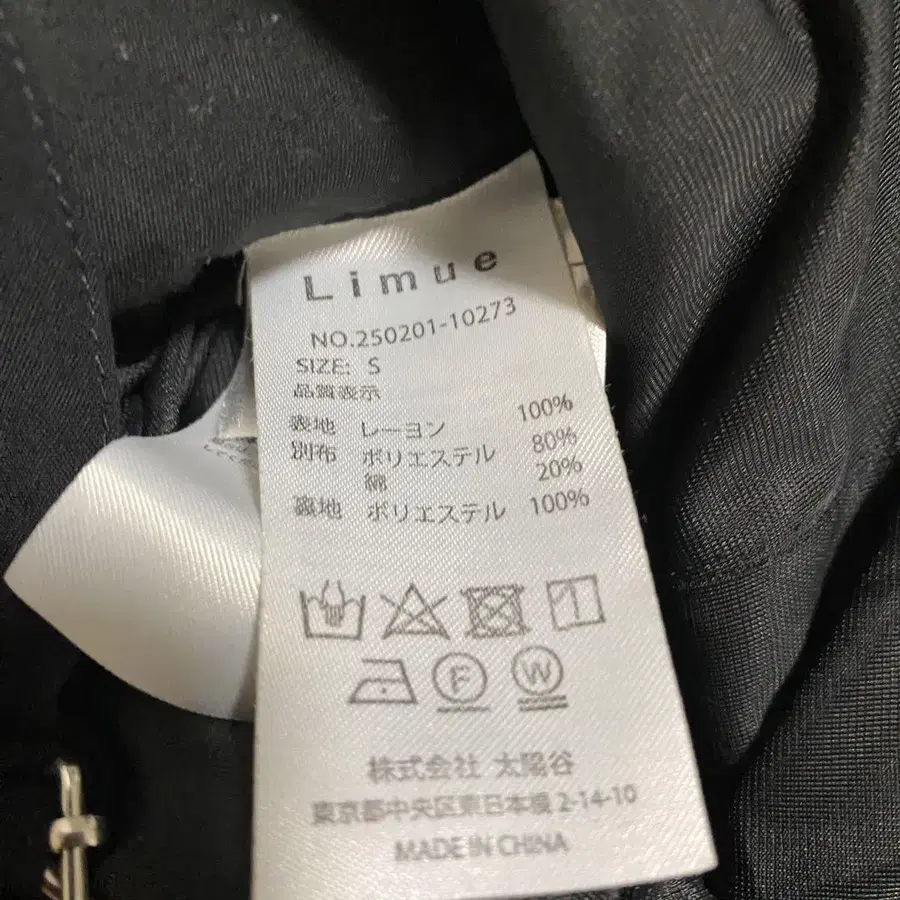 Limue
NO.250201-10273
SIZE: S
品質表示
表地 レーヨン 100%
別布 ポリエステル 80%
綿 20%
裏地 ポリエステル 100%
F W
株式会社 太陽谷
東京都中央区東日本橋 2-14-10
MADE IN CHINA